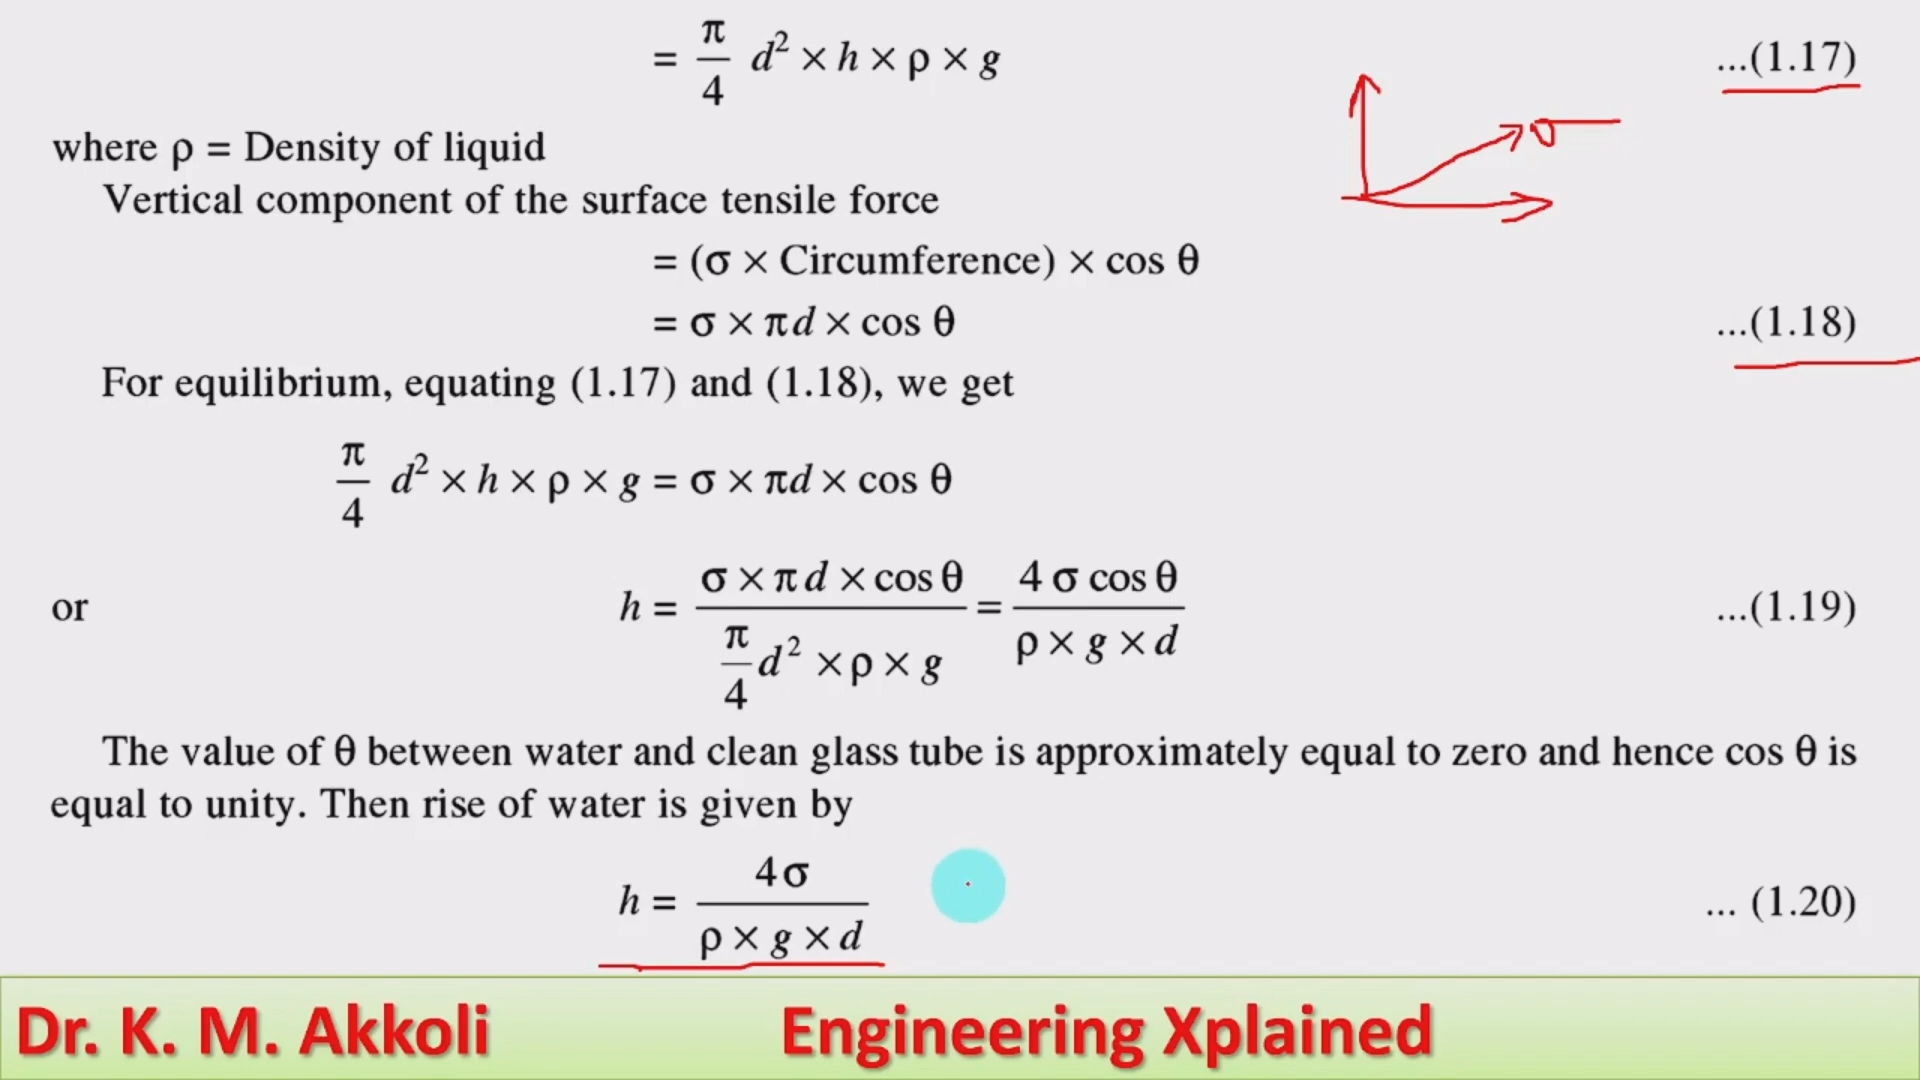 = π/4 d² × h × ρ × g ...(1.17)
where ρ = Density of liquid
Vertical component of the surface tensile force
= (σ × Circumference) × cos θ
= σ × πd × cos θ ...(1.18)
For equilibrium, equating (1.17) and (1.18), we get
π/4 d² × h × ρ × g = σ × πd × cos θ
or h = (σ × π d × cos θ)/(π/4 d² × ρ × g) = (4 σ cos θ)/(ρ × g × d) ...(1.19)
The value of θ between water and clean glass tube is approximately equal to zero and hence cos θ is
equal to unity. Then rise of water is given by
h = 4 σ/(ρ × g × d) ... (1.20)
σ
Dr. K. M. Akkoli Engineering Xplained